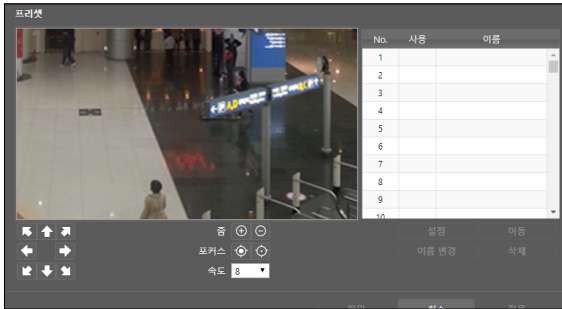 프리셋
No. 사용 이름
1
2
3
4
5
6
7
8
9
10
← A,D B,C ↑→
줌
포커스
속도 8
설정 이동
이름 변경 삭제
취소